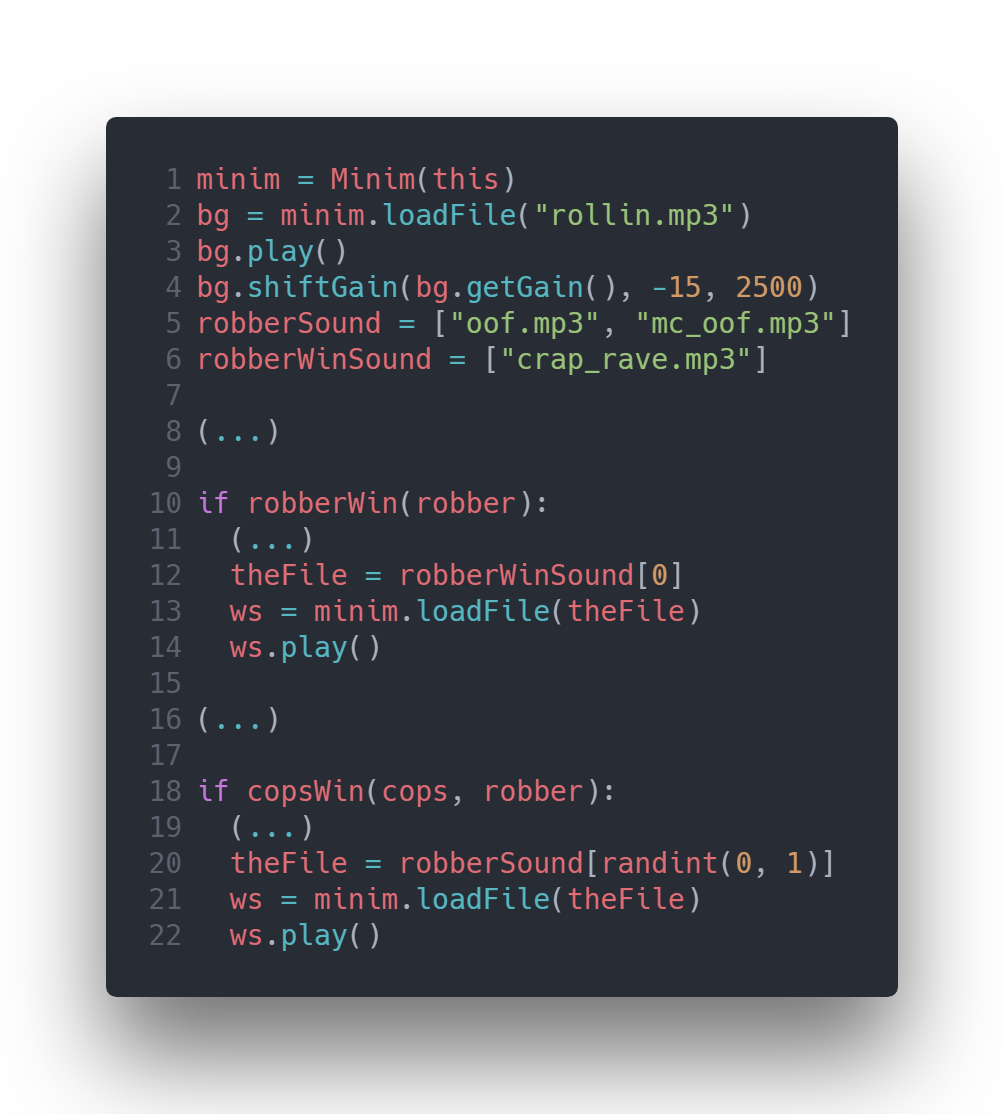 1 minim = Minim(this)
2 bg = minim.loadFile("rollin.mp3")
3 bg.play()
4 bg.shiftGain(bg.getGain(), -15, 2500)
5 robberSound = ["oof.mp3", "mc_oof.mp3"]
6 robberWinSound = ["crap_rave.mp3"]
7
8 (...)
9
10 if robberWin(robber):
11   (...)
12   theFile = robberWinSound[0]
13   ws = minim.loadFile(theFile)
14   ws.play()
15
16 (...)
17
18 if copsWin(cops, robber):
19   (...)
20   theFile = robberSound[randint(0, 1)]
21   ws = minim.loadFile(theFile)
22   ws.play()